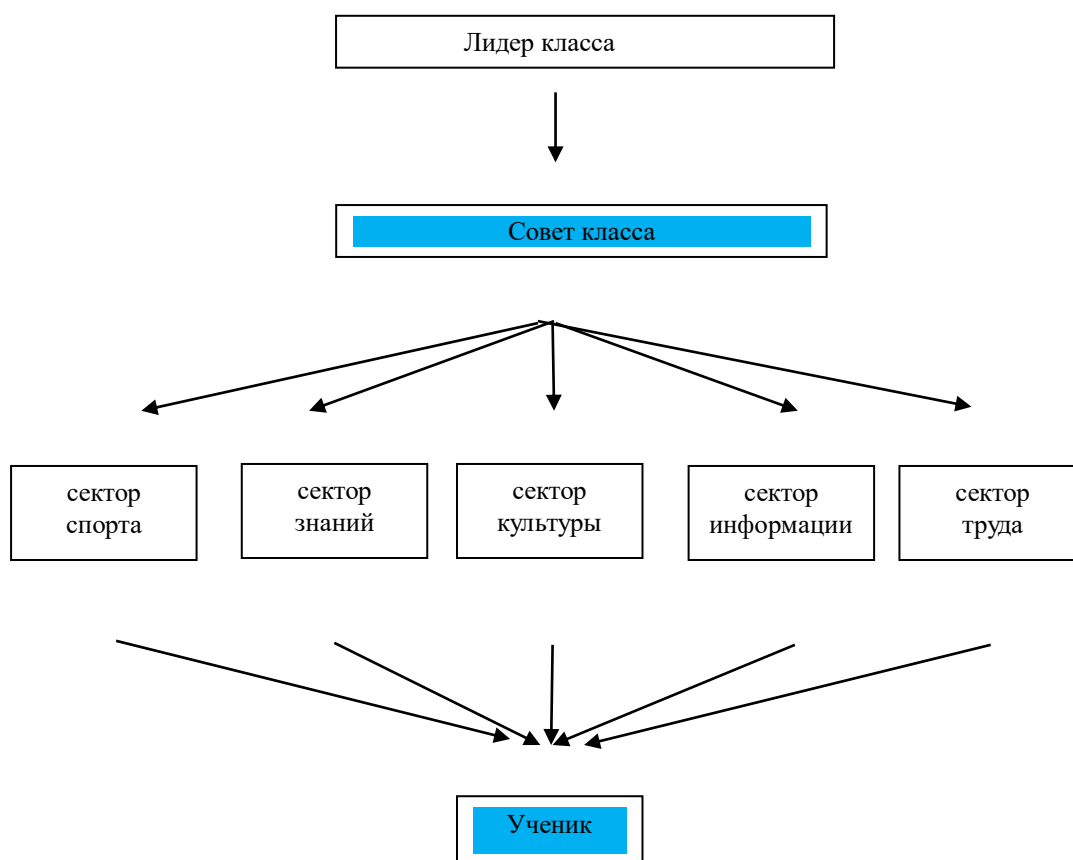 Лидер класса
Совет класса
сектор
спорта
сектор
знаний
сектор
культуры
сектор
информации
сектор
труда
Ученик